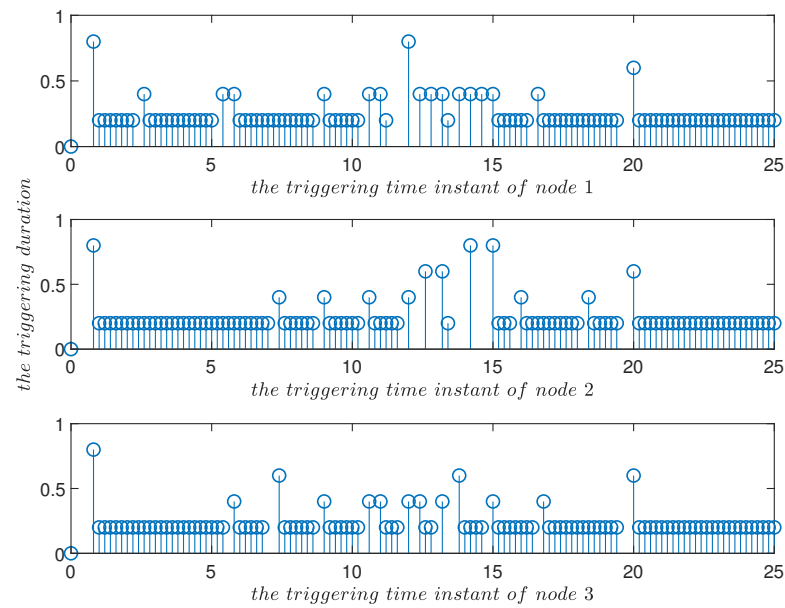 1
0.5
0
0 5 10 15 20 25
the triggering time instant of node 1
the triggering duration
1
0.5
0
0 5 10 15 20 25
the triggering time instant of node 2
1
0.5
0
0 5 10 15 20 25
the triggering time instant of node 3